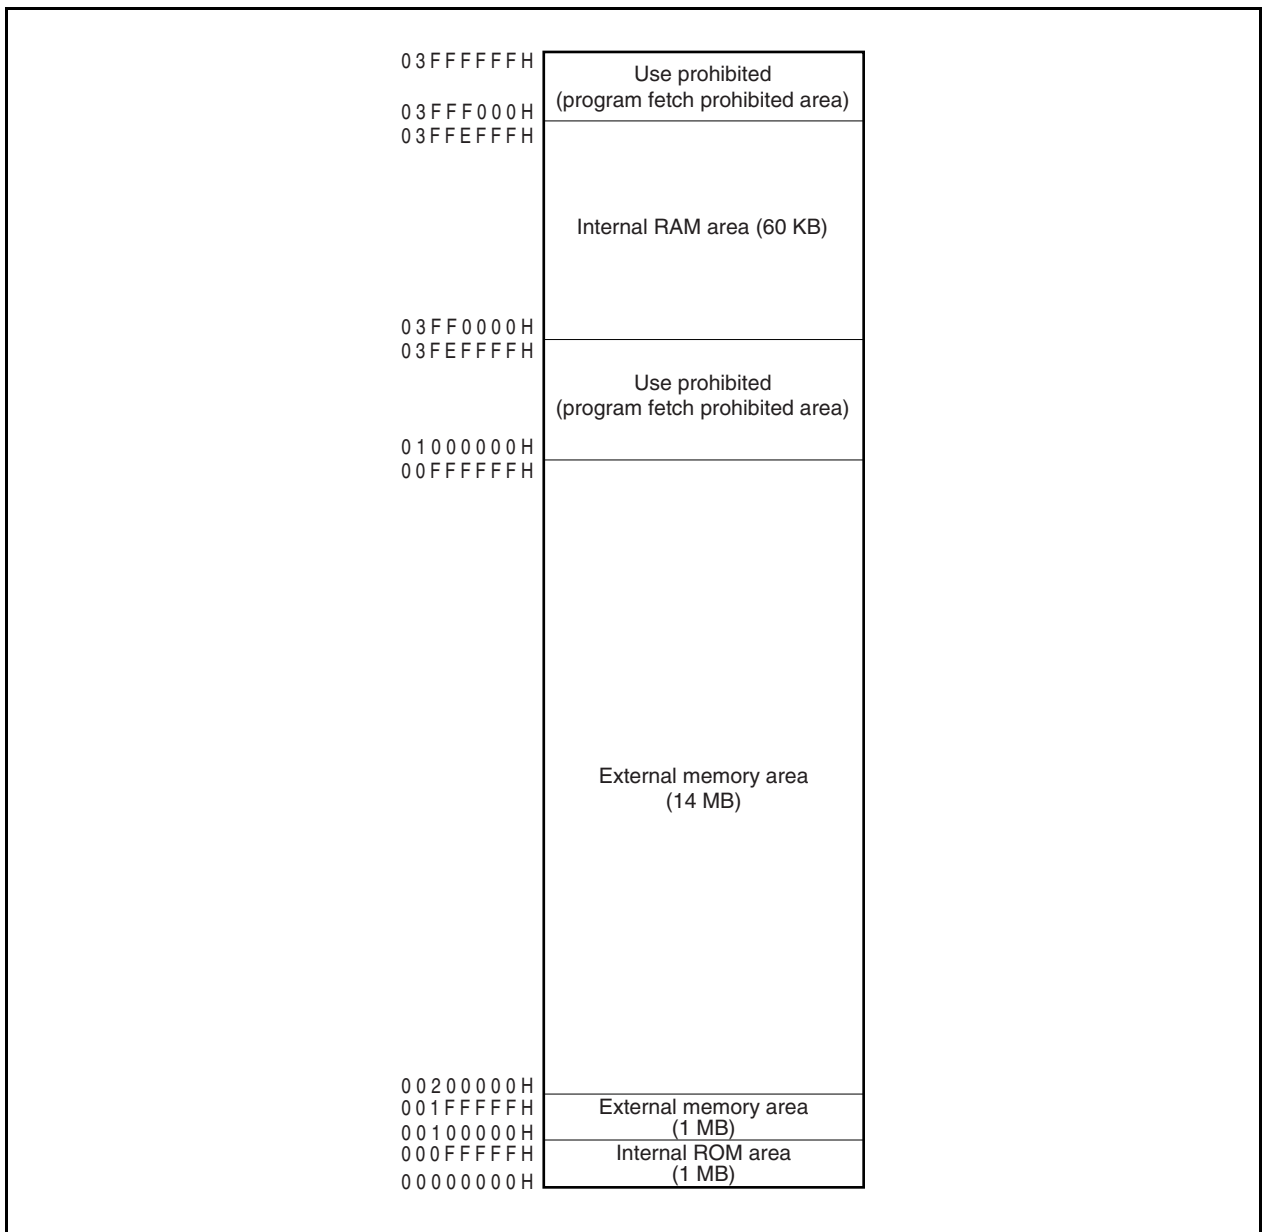 03FFFFFFH
Use prohibited
(program fetch prohibited area)
03FFF000H
03FFEFFFH
Internal RAM area (60 KB)
03FF0000H
03FEFFFFH
Use prohibited
(program fetch prohibited area)
01000000H
00FFFFFFH
External memory area
(14 MB)
00200000H
001FFFFFH
External memory area
(1 MB)
00100000H
000FFFFFH
Internal ROM area
(1 MB)
00000000H